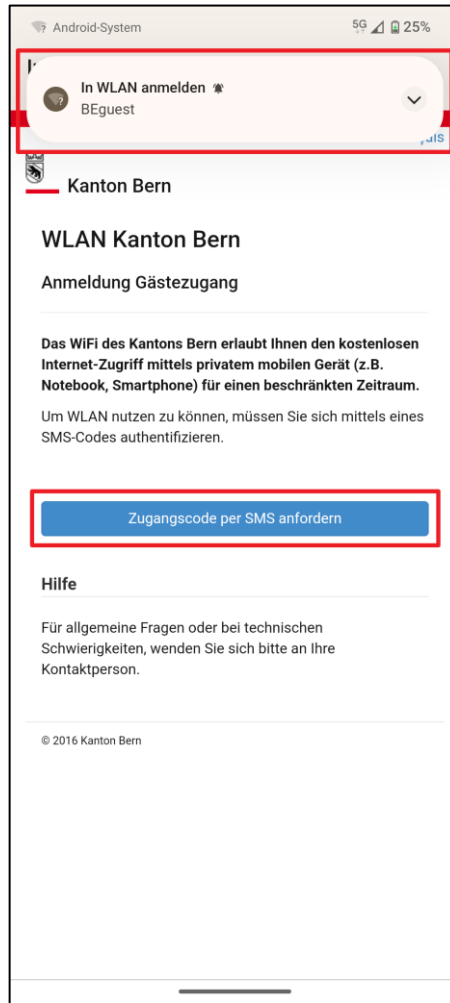 Android-System
5G 25%
In WLAN anmelden
BEguest
Kanton Bern
WLAN Kanton Bern
Anmeldung Gästezugang
Das WiFi des Kantons Bern erlaubt Ihnen den kostenlosen
Internet-Zugriff mittels privatem mobilen Gerät (z.B.
Notebook, Smartphone) für einen beschränkten Zeitraum.
Um WLAN nutzen zu können, müssen Sie sich mittels eines
SMS-Codes authentifizieren.
Zugangscode per SMS anfordern
Hilfe
Für allgemeine Fragen oder bei technischen
Schwierigkeiten, wenden Sie sich bitte an Ihre
Kontaktperson.
© 2016 Kanton Bern